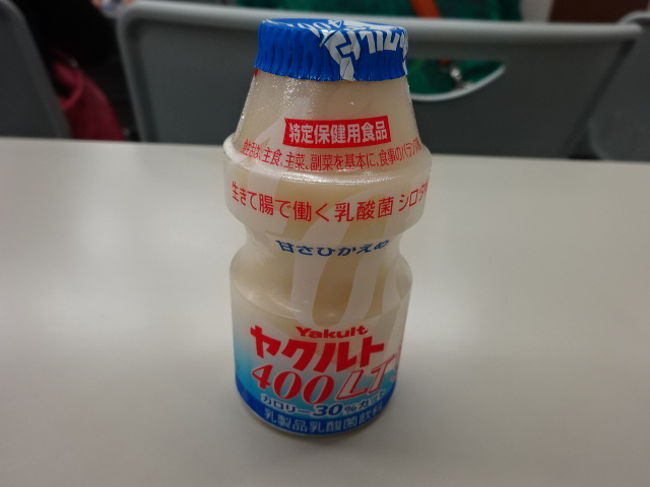 特定保健用食品
主食、主菜、副菜を基本に、食事のバラ
生きて腸で働く乳酸菌 シロタ
甘さひかえめ
Yakult
ヤクルト
400LT
カロリー30%カット
乳製品乳酸菌飲料